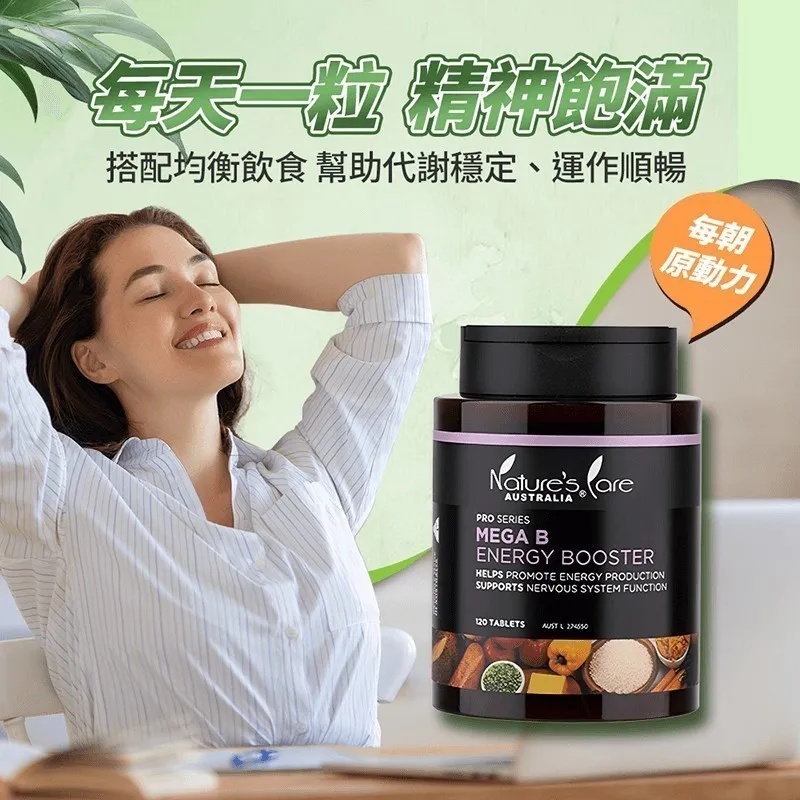 每天一粒 精神飽滿
搭配均衡飲食 幫助代謝穩定、運作順暢
每朝
原動力
Nature's Care
AUSTRALIA®
PRO SERIES
MEGA B
ENERGY BOOSTER
HELPS PROMOTE ENERGY PRODUCTION
SUPPORTS NERVOUS SYSTEM FUNCTION
120 TABLETS AUST L 274550